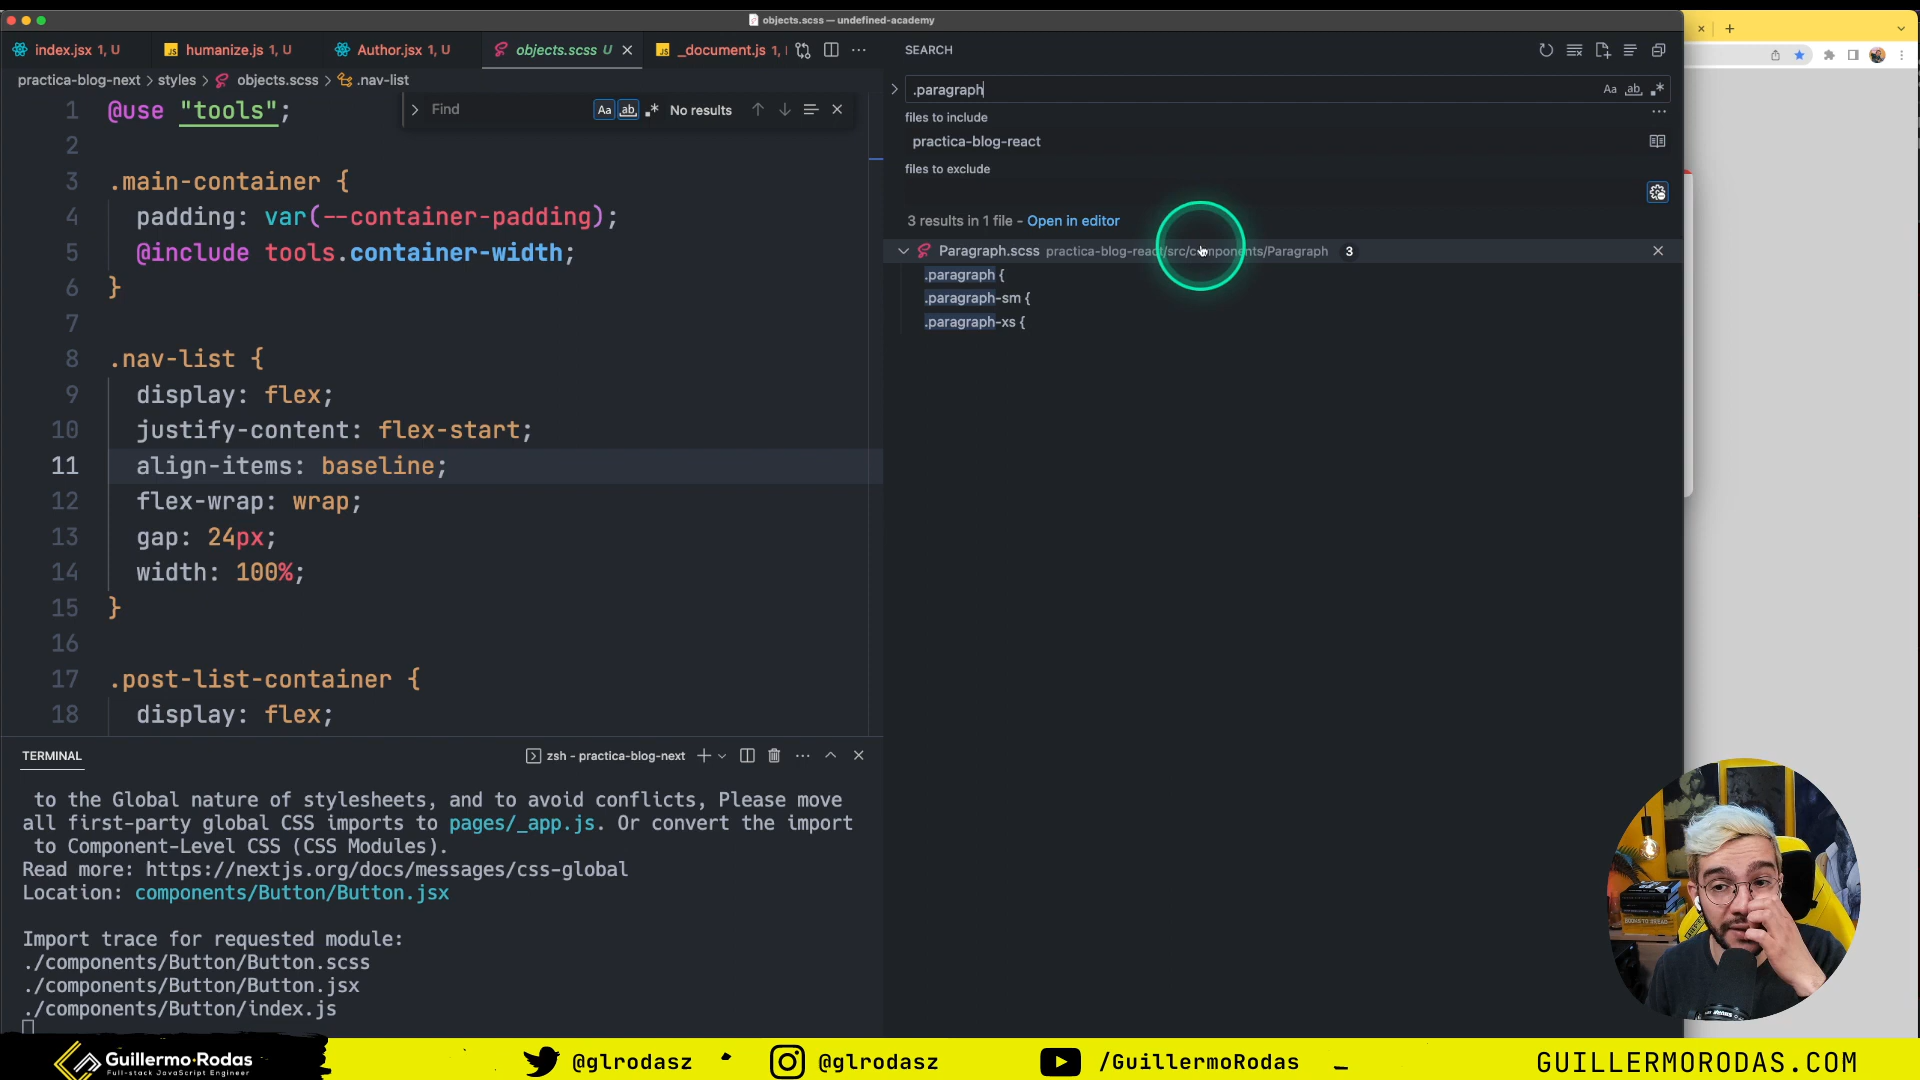 objects.scss — undefined-academy
index.jsx 1, U
humanize.js 1, U
Author.jsx 1, U
objects.scss U
_document.js 1,
practica-blog-next > styles > objects.scss > .nav-list
Find
Aa
ab
No results
1 @use "tools";
2
3 .main-container {
4 padding: var(--container-padding);
5 @include tools.container-width;
6 }
7
8 .nav-list {
9 display: flex;
10 justify-content: flex-start;
11 align-items: baseline;
12 flex-wrap: wrap;
13 gap: 24px;
14 width: 100%;
15 }
16
17 .post-list-container {
18 display: flex;
SEARCH
.paragraph
Aa
ab
files to include
practica-blog-react
files to exclude
3 results in 1 file - Open in editor
Paragraph.scss practica-blog-react/src/components/Paragraph 3
.paragraph {
.paragraph-sm {
.paragraph-xs {
TERMINAL
zsh - practica-blog-next
to the Global nature of stylesheets, and to avoid conflicts, Please move
all first-party global CSS imports to pages/_app.js. Or convert the import
to Component-Level CSS (CSS Modules).
Read more: https://nextjs.org/docs/messages/css-global
Location: components/Button/Button.jsx
Import trace for requested module:
./components/Button/Button.scss
./components/Button/Button.jsx
./components/Button/index.js
Guillermo Rodas
Full-stack JavaScript Engineer
@glrodasz
@glrodasz
/GuillermoRodas
GUILLERMORODAS.COM